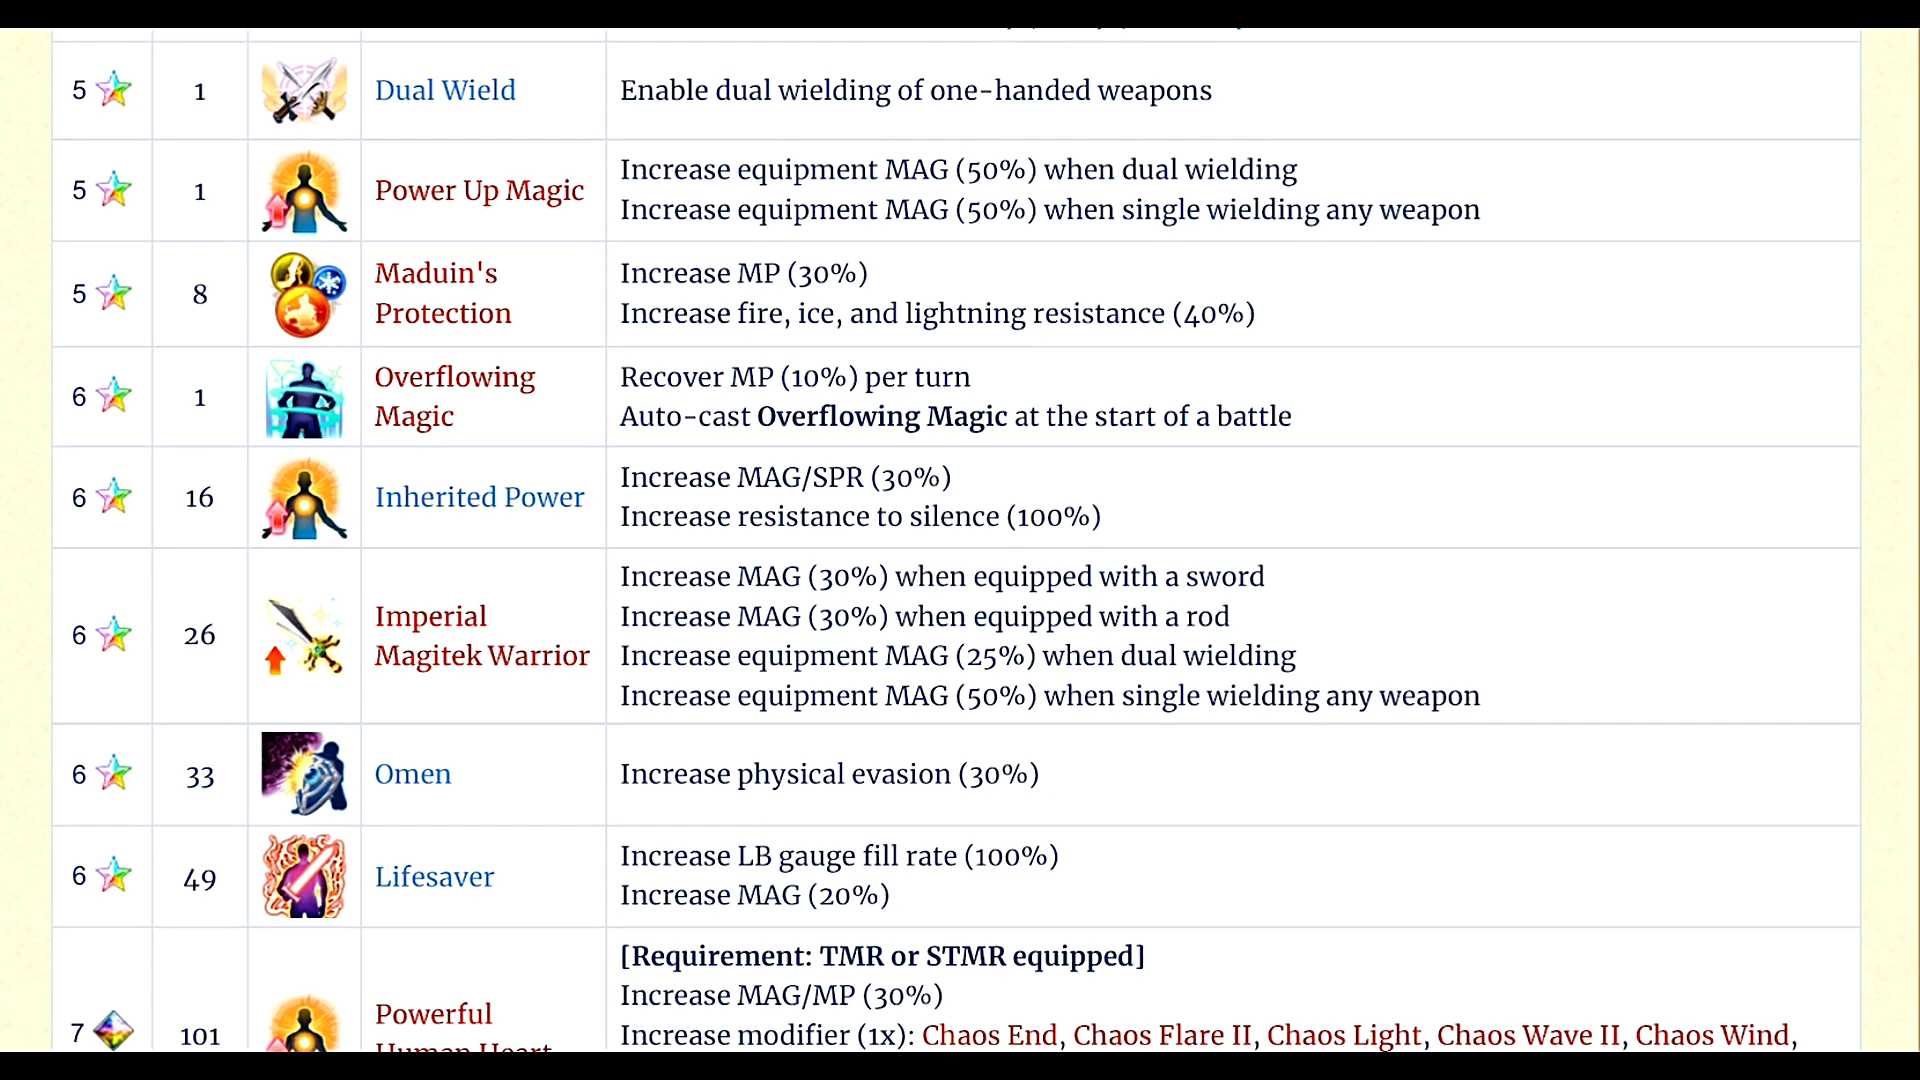 5 1 Dual Wield Enable dual wielding of one-handed weapons
5 1 Power Up Magic Increase equipment MAG (50%) when dual wielding
Increase equipment MAG (50%) when single wielding any weapon
5 8 Maduin's
Protection
Increase MP (30%)
Increase fire, ice, and lightning resistance (40%)
6 1 Overflowing
Magic
Recover MP (10%) per turn
Auto-cast Overflowing Magic at the start of a battle
6 16 Inherited Power Increase MAG/SPR (30%)
Increase resistance to silence (100%)
6 26 Imperial
Magitek Warrior
Increase MAG (30%) when equipped with a sword
Increase MAG (30%) when equipped with a rod
Increase equipment MAG (25%) when dual wielding
Increase equipment MAG (50%) when single wielding any weapon
6 33 Omen Increase physical evasion (30%)
6 49 Lifesaver Increase LB gauge fill rate (100%)
Increase MAG (20%)
7 101 Powerful
Human Heart
[Requirement: TMR or STMR equipped]
Increase MAG/MP (30%)
Increase modifier (1x): Chaos End, Chaos Flare II, Chaos Light, Chaos Wave II, Chaos Wind,